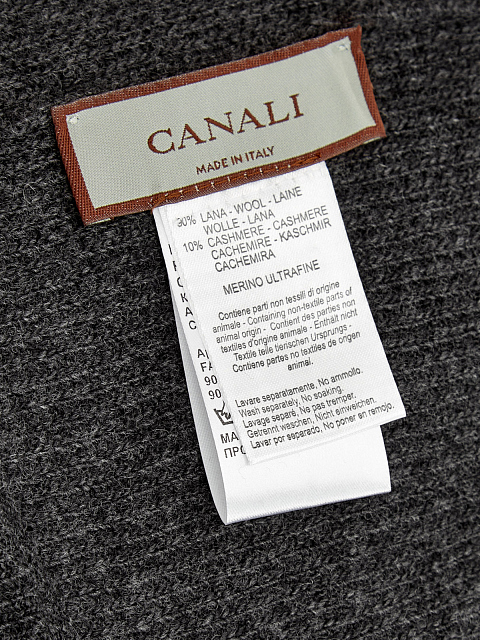 CANALI
MADE IN ITALY
90% LANA - WOOL - LAINE
WOLLE - LANA
10% CASHMERE - CASHMERE
CACHEMIRE - KASCHMIR
CACHEMIRA
MERINO ULTRAFINE
Contiene parti non tessili di origine
animale - Containing non-textile parts of
animal origin - Contient des parties non
textiles d'origine animale - Enthält nicht
Textile teile tierischen Ursprungs -
Contiene partes no textiles de origen
animal.
Lavare separatamente, No ammollo.
Wash separately, No soaking.
Lavage separé, Ne pas tremper.
Getrennt waschen, Nicht einweichen.
Lavar por separado, No poner en remojo.
90
90
МА
ПРО